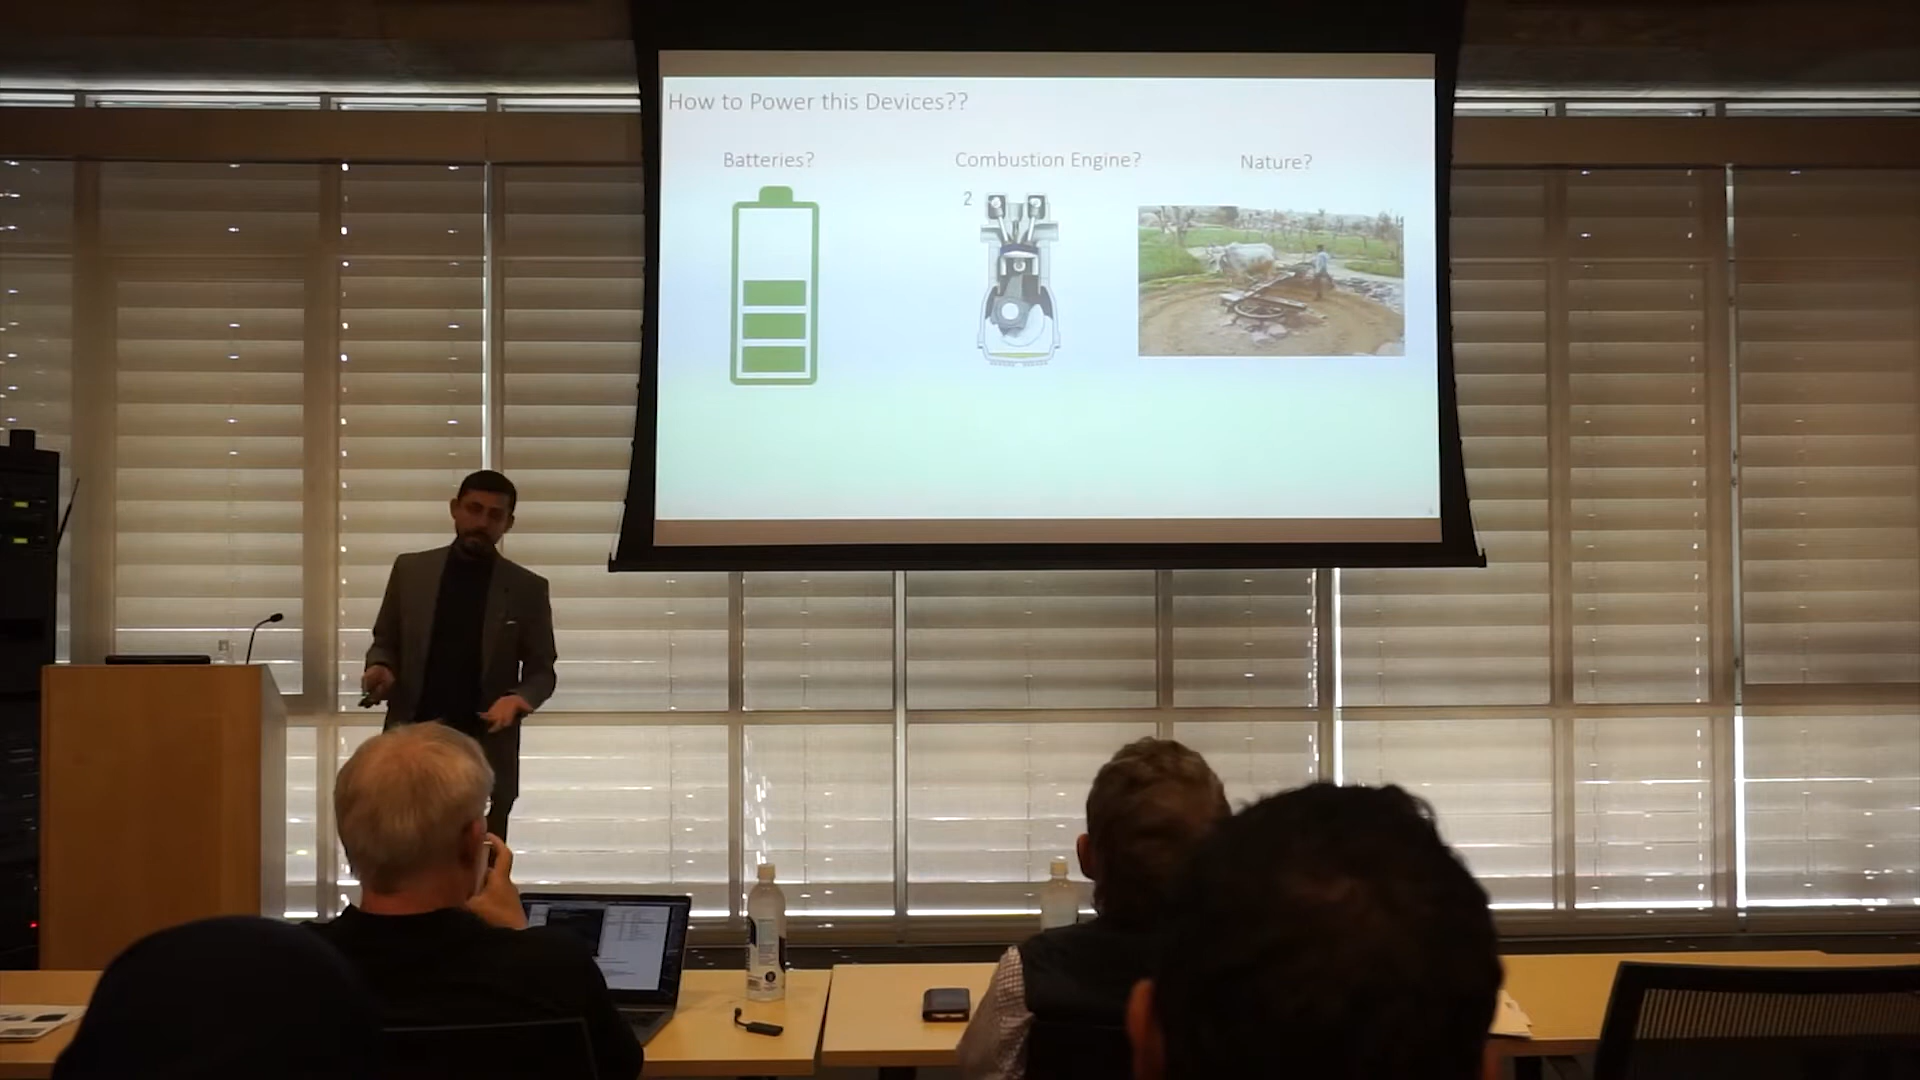 How to Power this Devices??
Batteries?
Combustion Engine?
Nature?
2